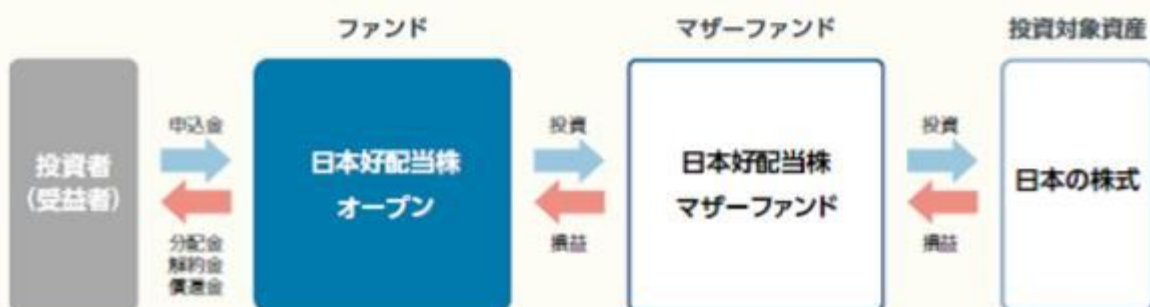 ファンド
マザーファンド
投資対象資産
投資者
(受益者)
申込金
分配金
解約金
償還金
日本好配当株
オープン
投資
損益
日本好配当株
マザーファンド
投資
損益
日本の株式